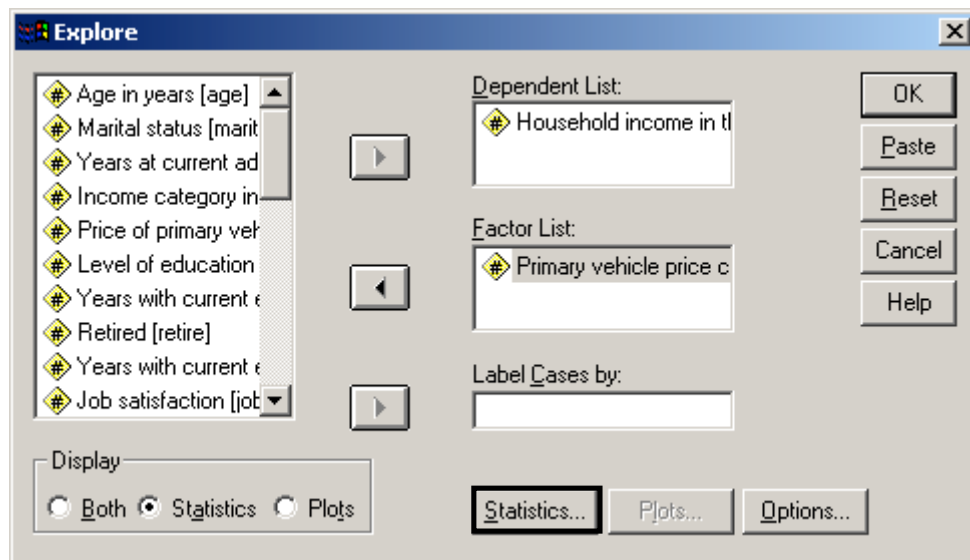 Explore
Age in years [age]
Marital status [marit
Years at current ad
Income category in
Price of primary veh
Level of education
Years with current e
Retired [retire]
Years with current e
Job satisfaction [job
Display
Both
Statistics
Plots
Dependent List:
Household income in tl
Factor List:
Primary vehicle price c
Label Cases by:
Statistics...
Plots...
Options...
OK
Paste
Reset
Cancel
Help